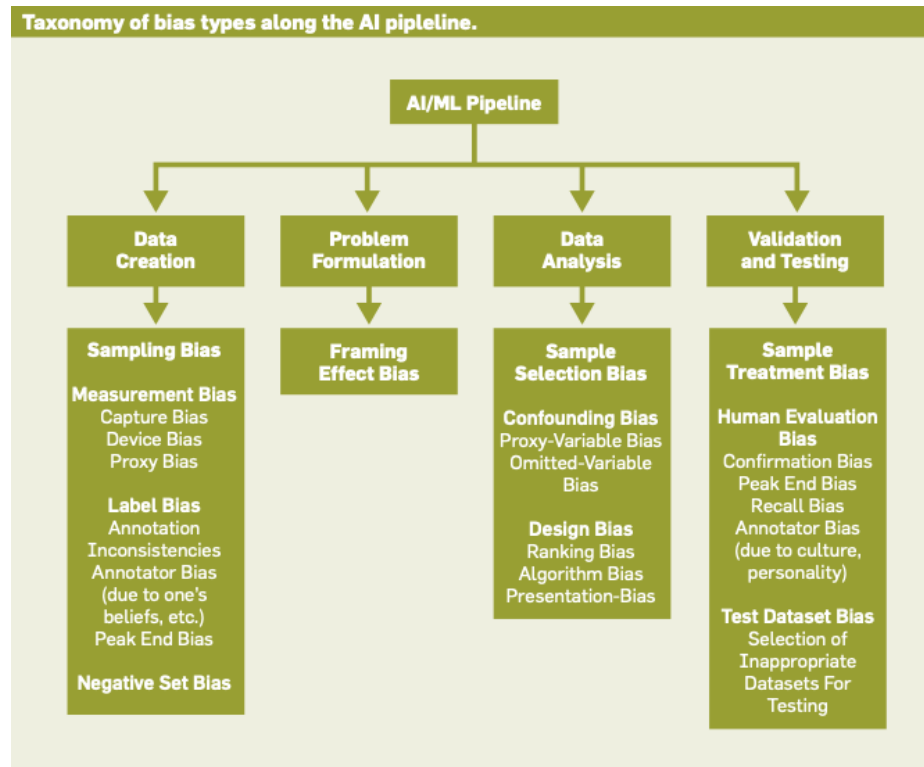 Taxonomy of bias types along the AI pipleline.
AI/ML Pipeline
Data
Creation
Problem
Formulation
Data
Analysis
Validation
and Testing
Sampling Bias
Measurement Bias
Capture Bias
Device Bias
Proxy Bias
Label Bias
Annotation
Inconsistencies
Annotator Bias
(due to one's
beliefs, etc.)
Peak End Bias
Negative Set Bias
Framing
Effect Bias
Sample
Selection Bias
Confounding Bias
Proxy-Variable Bias
Omitted-Variable
Bias
Design Bias
Ranking Bias
Algorithm Bias
Presentation-Bias
Sample
Treatment Bias
Human Evaluation
Bias
Confirmation Bias
Peak End Bias
Recall Bias
Annotator Bias
(due to culture,
personality)
Test Dataset Bias
Selection of
Inappropriate
Datasets For
Testing